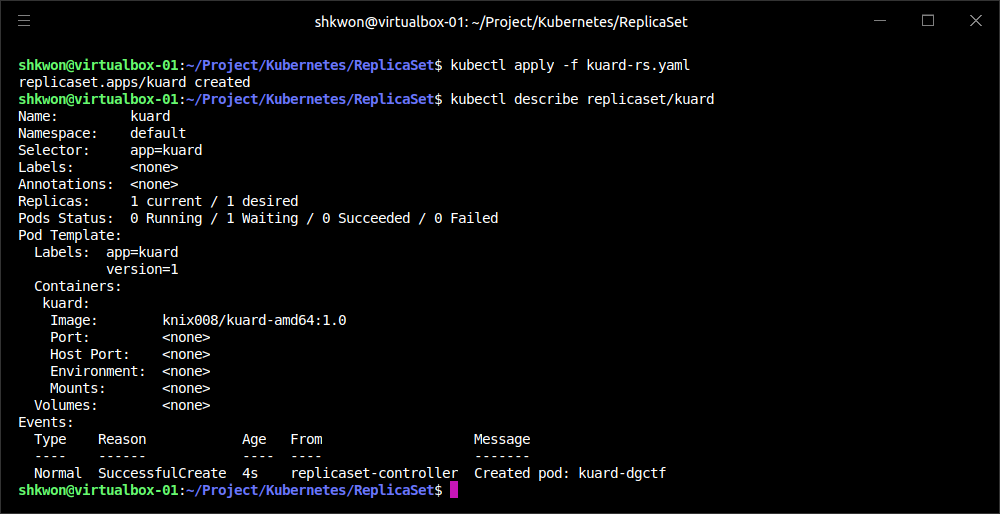 shkwon@virtualbox-01: ~/Project/Kubernetes/ReplicaSet
shkwon@virtualbox-01:~/Project/Kubernetes/ReplicaSet$ kubectl apply -f kuard-rs.yaml
replicaset.apps/kuard created
shkwon@virtualbox-01:~/Project/Kubernetes/ReplicaSet$ kubectl describe replicaset/kuard
Name:         kuard
Namespace:    default
Selector:     app=kuard
Labels:       <none>
Annotations:  <none>
Replicas:     1 current / 1 desired
Pods Status:  0 Running / 1 Waiting / 0 Succeeded / 0 Failed
Pod Template:
  Labels:  app=kuard
           version=1
  Containers:
   kuard:
    Image:        knix008/kuard-amd64:1.0
    Port:         <none>
    Host Port:    <none>
    Environment:  <none>
    Mounts:       <none>
  Volumes:        <none>
Events:
  Type    Reason            Age   From                   Message
  ----    ------            ----  ----                   -------
  Normal  SuccessfulCreate  4s    replicaset-controller  Created pod: kuard-dgctf
shkwon@virtualbox-01:~/Project/Kubernetes/ReplicaSet$